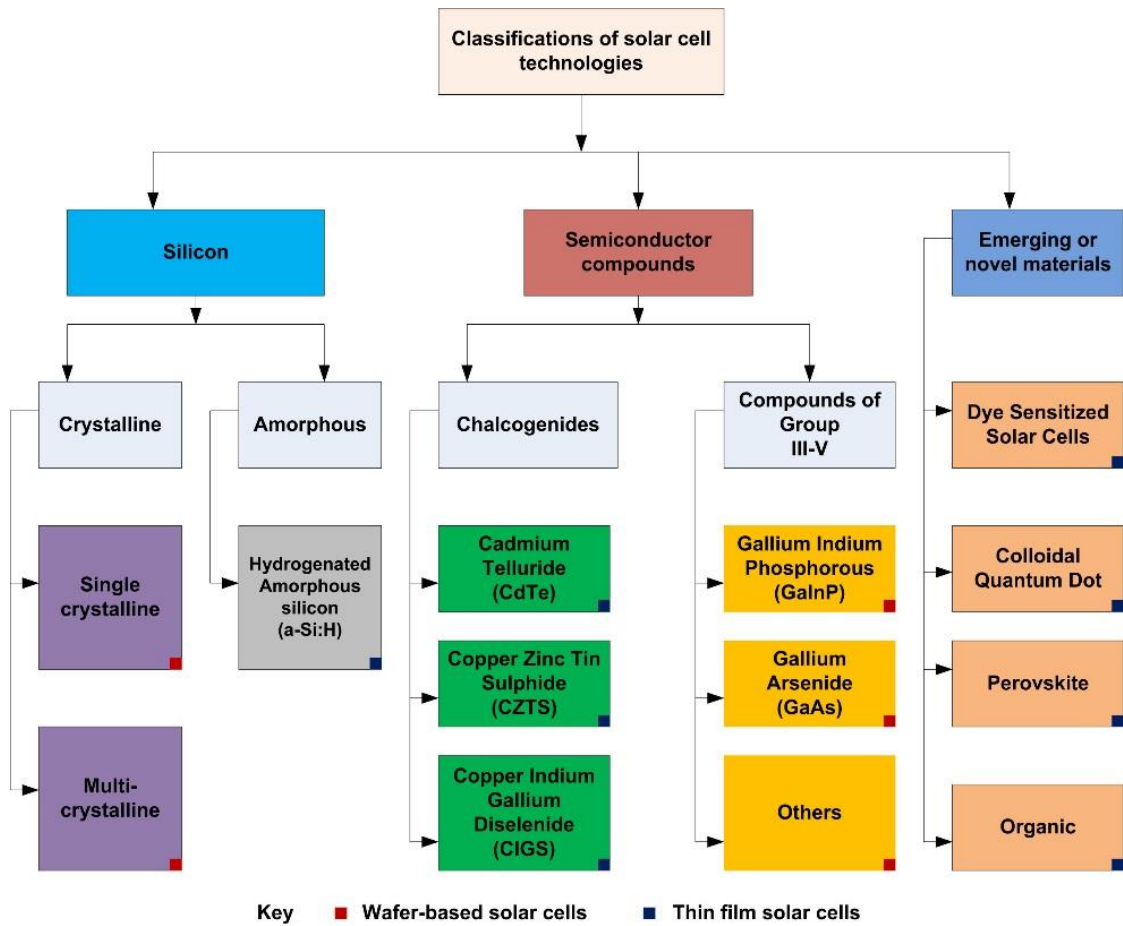 Classifications of solar cell
technologies
Silicon
Semiconductor
compounds
Emerging or
novel materials
Crystalline
Amorphous
Chalcogenides
Compounds of
Group
III-V
Dye Sensitized
Solar Cells
Single
crystalline
Hydrogenated
Amorphous
silicon
(a-Si:H)
Cadmium
Telluride
(CdTe)
Gallium Indium
Phosphorous
(GaInP)
Colloidal
Quantum Dot
Copper Zinc Tin
Sulphide
(CZTS)
Gallium
Arsenide
(GaAs)
Perovskite
Multi-
crystalline
Copper Indium
Gallium
Diselenide
(CIGS)
Others
Organic
Key
Wafer-based solar cells
Thin film solar cells